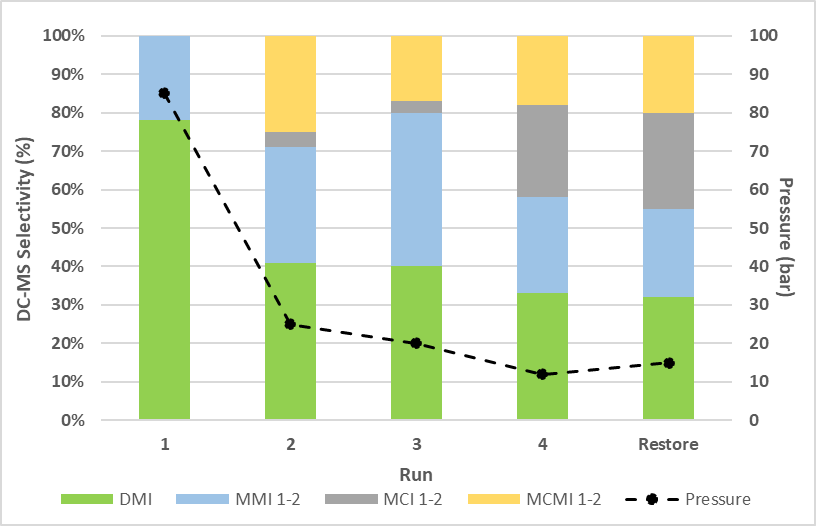 100% 100
90% 90
80% 80
70% 70
60% 60
50% 50
40% 40
30% 30
20% 20
10% 10
0% 0
DC-MS Selectivity (%)
Pressure (bar)
1 2 3 4 Restore
Run
DMI MMI 1-2 MCI 1-2 MCMI 1-2 Pressure